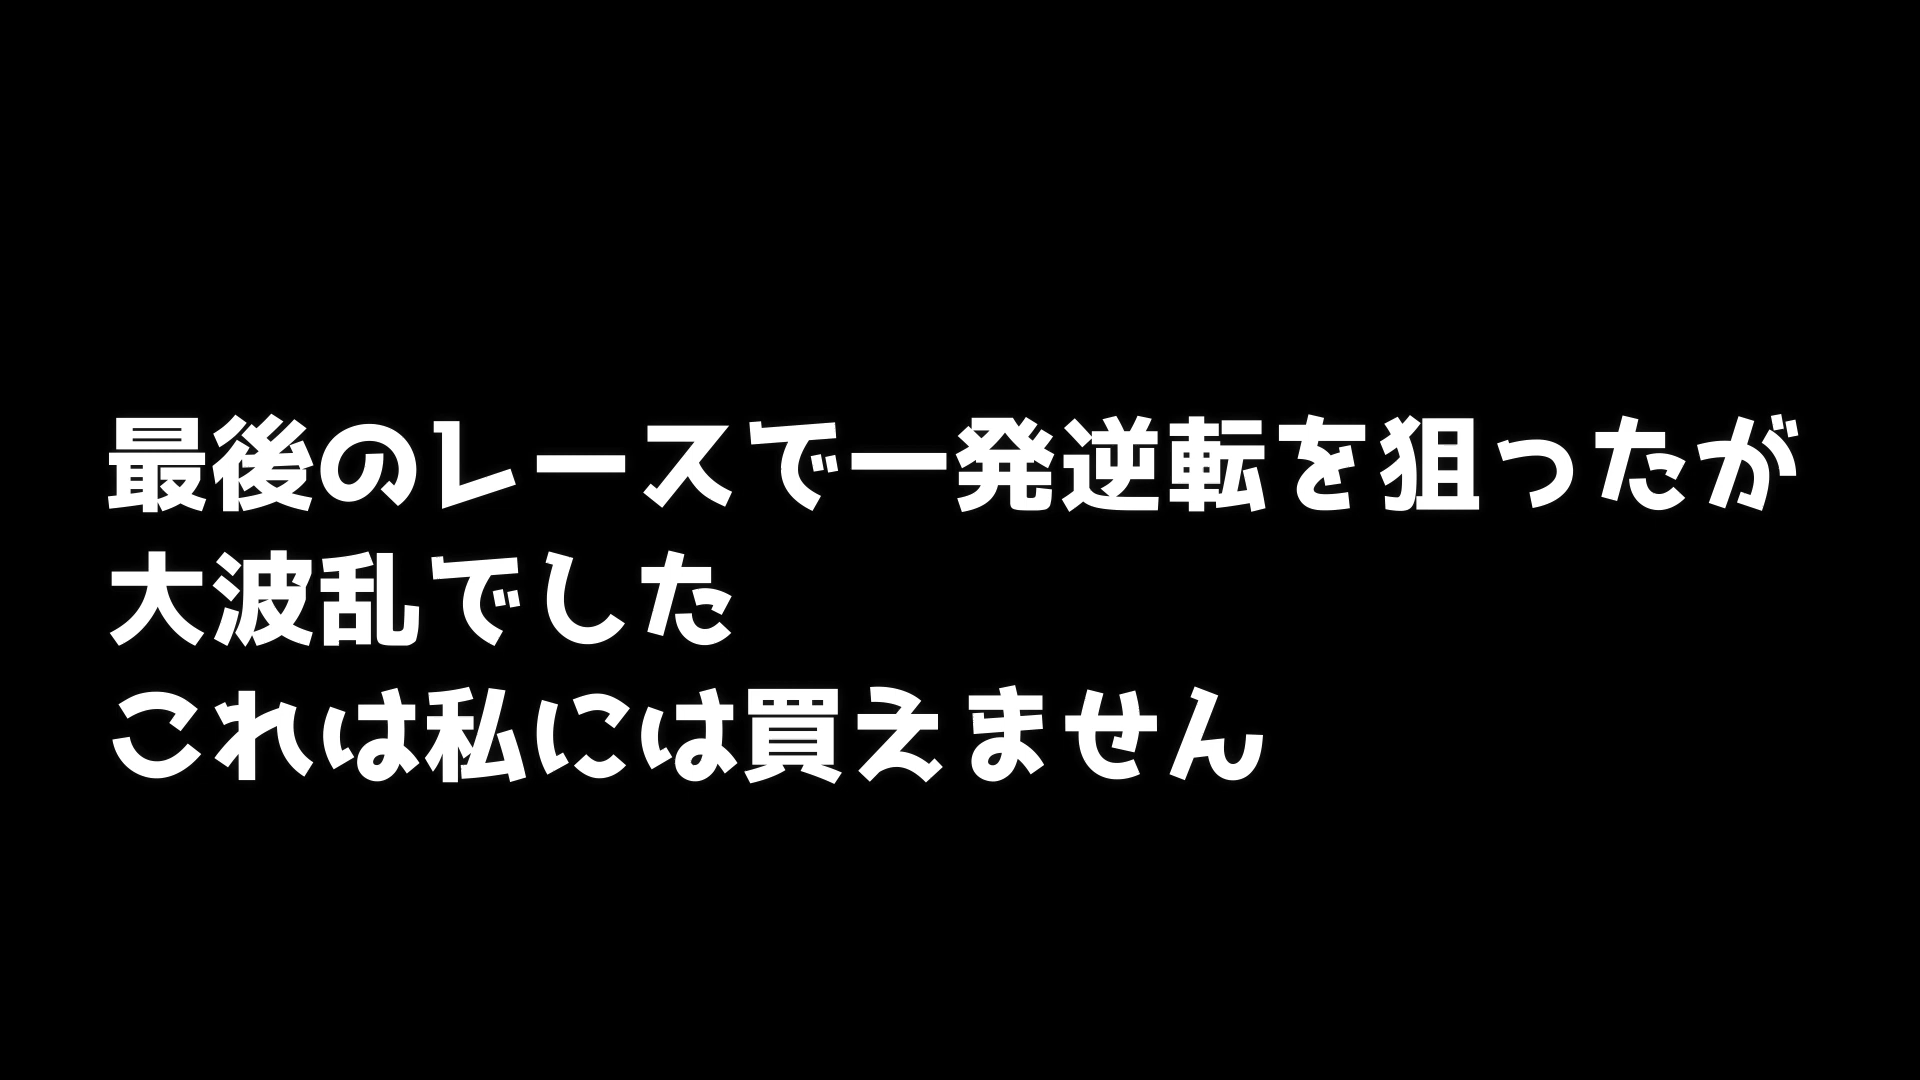 最後のレースで一発逆転を狙ったが
大波乱でした
これは私には買えません